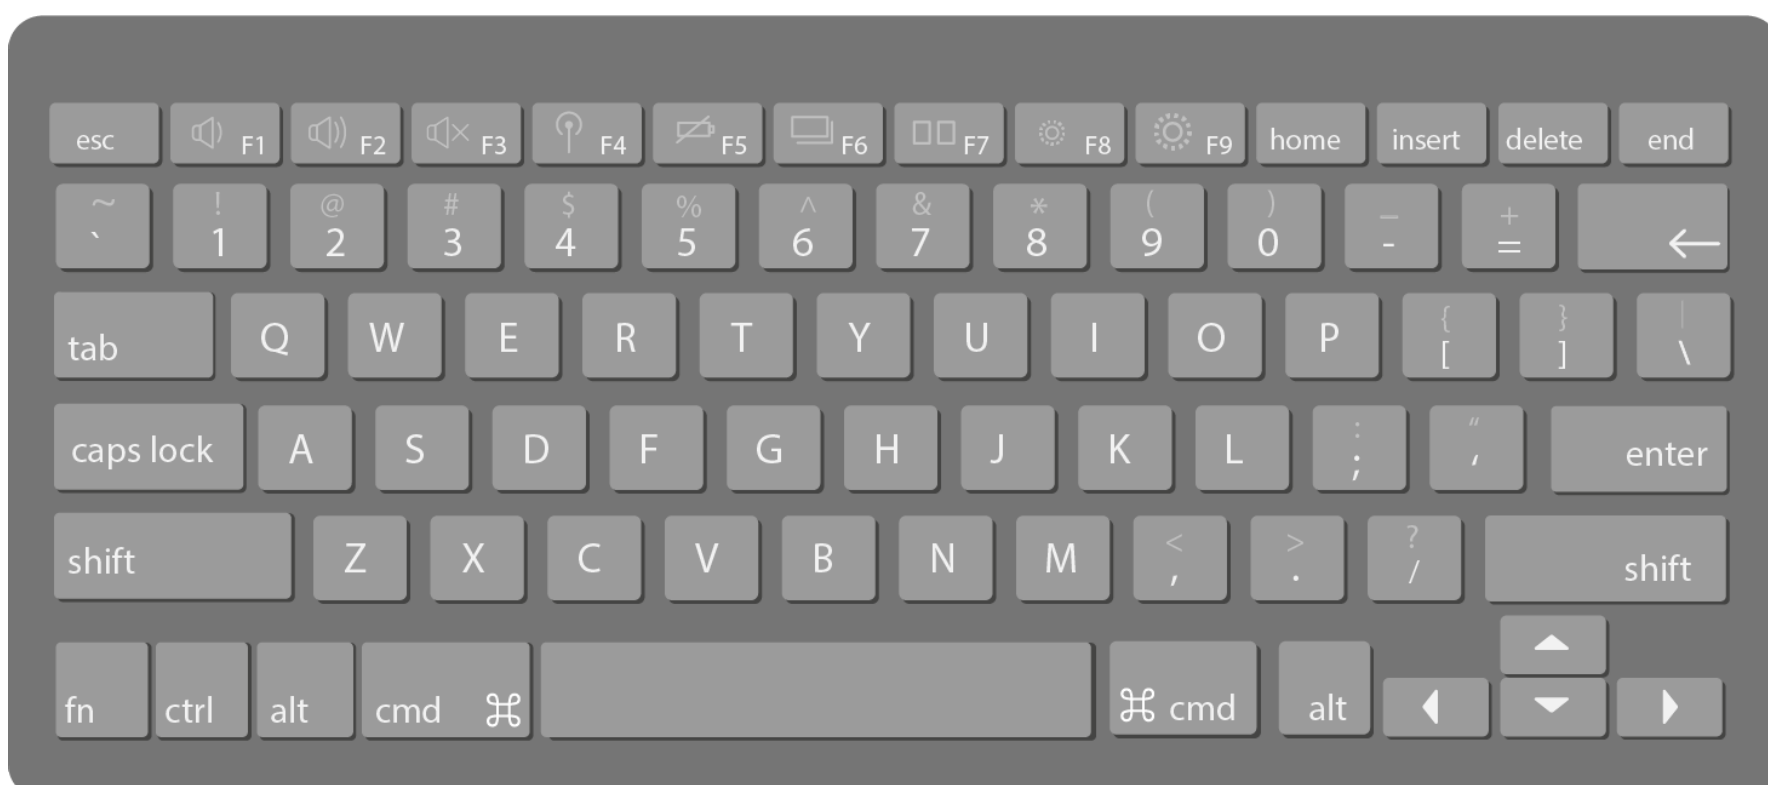 esc F1 F2 F3 F4 F5 F6 F7 F8 F9 home insert delete end
~ ! @ # $ % ^ & * ( ) _ +
` 1 2 3 4 5 6 7 8 9 0 - = ←
tab Q W E R T Y U I O P { [ } ] | \
caps lock A S D F G H J K L : ; “ ‘ enter
shift Z X C V B N M < , > . ? / shift
fn ctrl alt cmd ⌘ ⌘ cmd alt